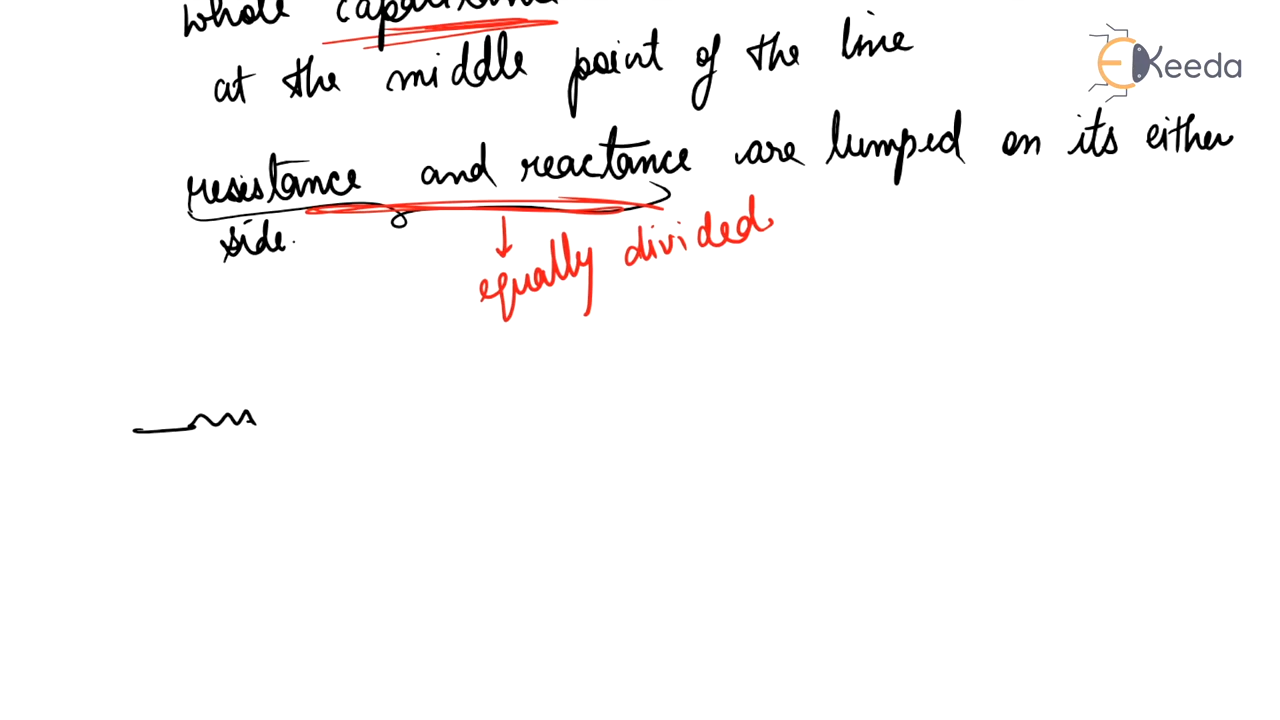 whole
at the middle point of the line
resistance and reactance are lumped on its either
side.
equally divided
EKeeda